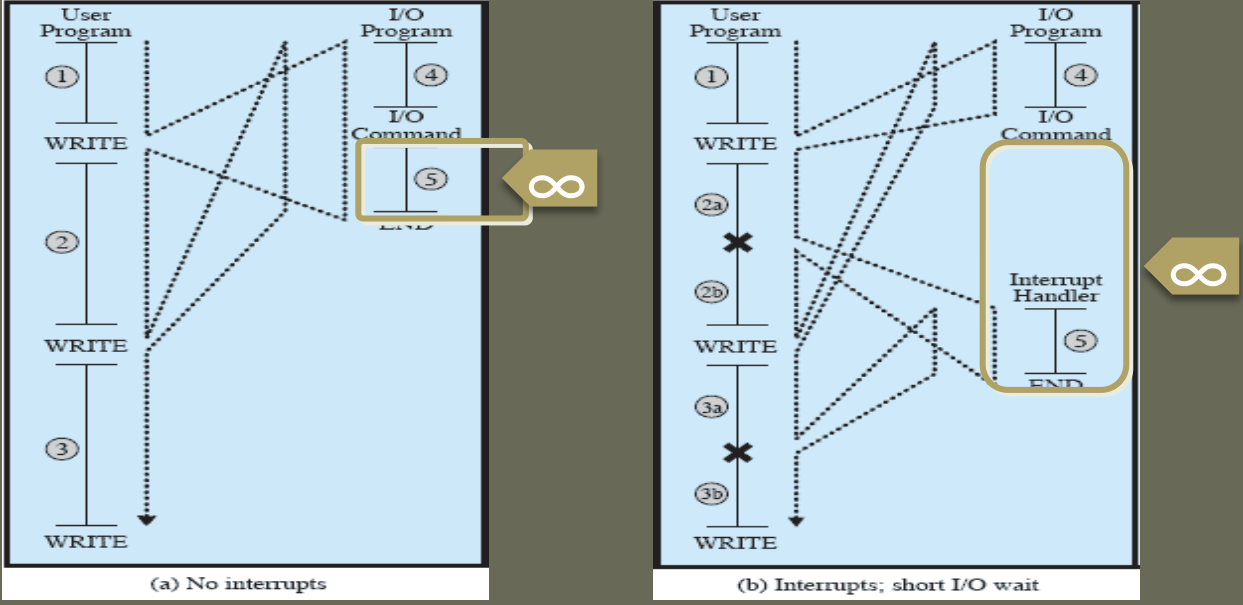 User
Program
I/O
Program
①
④
I/O
Command
WRITE
⑤
∞
END
②
WRITE
③
WRITE
(a) No interrupts
User
Program
I/O
Program
①
④
I/O
Command
WRITE
2a
2b
Interrupt
Handler
∞
WRITE
⑤
END
3a
3b
WRITE
(b) Interrupts; short I/O wait